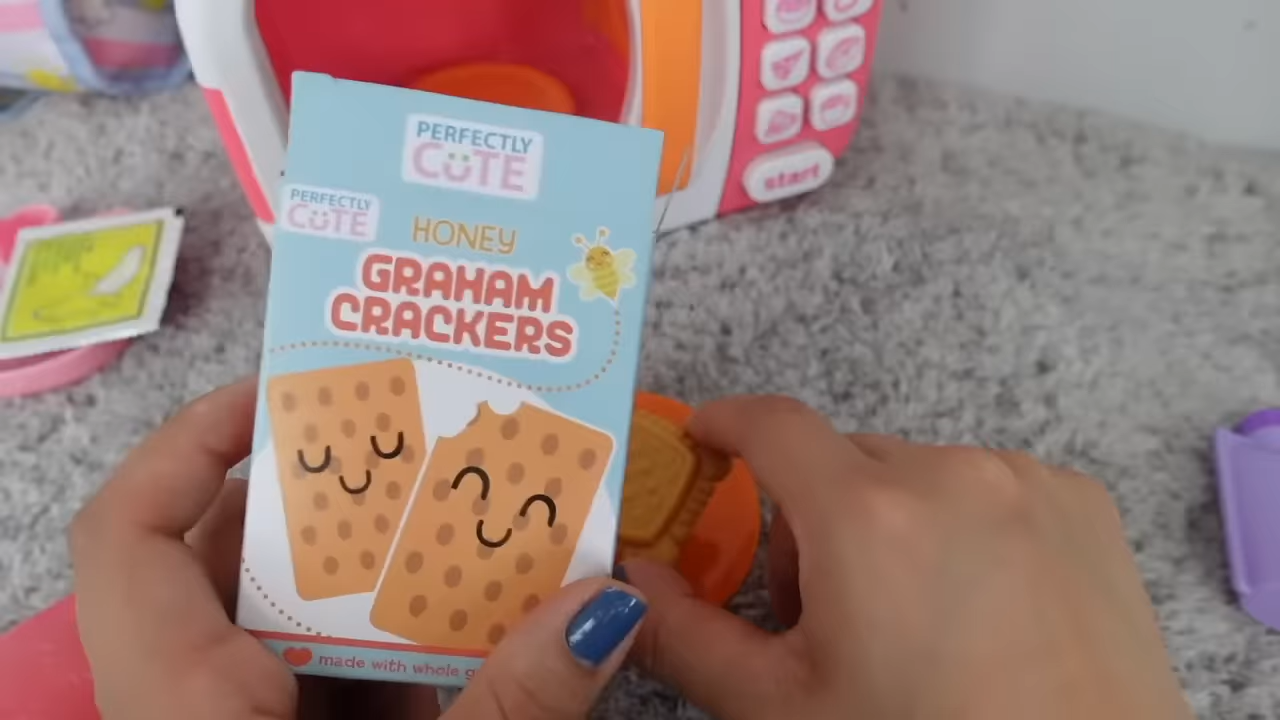 PERFECTLY
CUTE
PERFECTLY
CUTE
HONEY
GRAHAM
CRACKERS
made with whole
start